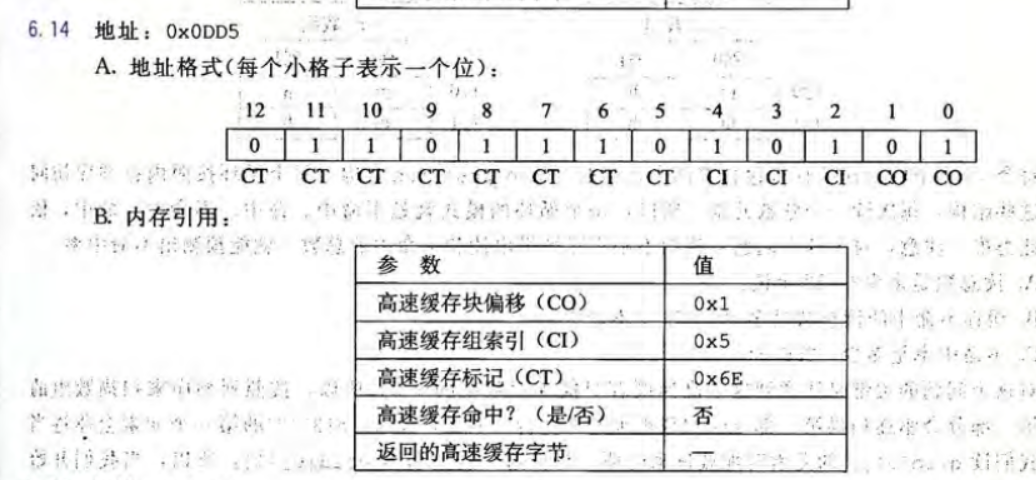 6.14 地址：0x0DD5
A. 地址格式（每个小格子表示一个位）：
12 11 10 9 8 7 6 5 4 3 2 1 0
0 1 1 0 1 1 1 0 1 0 1 0 1
CT CT CT CT CT CT CT CT CI CI CI CO CO
B. 内存引用：
参 数 值
高速缓存块偏移（CO） 0x1
高速缓存组索引（CI） 0x5
高速缓存标记（CT） 0x6E
高速缓存命中？（是/否） 否
返回的高速缓存字节 —